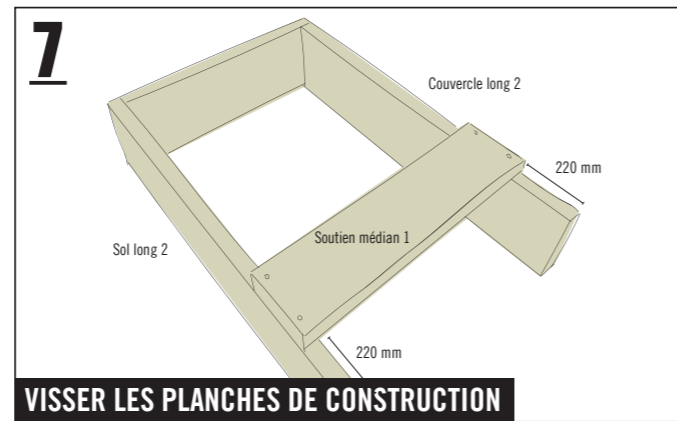 7
Couvercle long 2
220 mm
Soutien médian 1
Sol long 2
220 mm
VISSER LES PLANCHES DE CONSTRUCTION